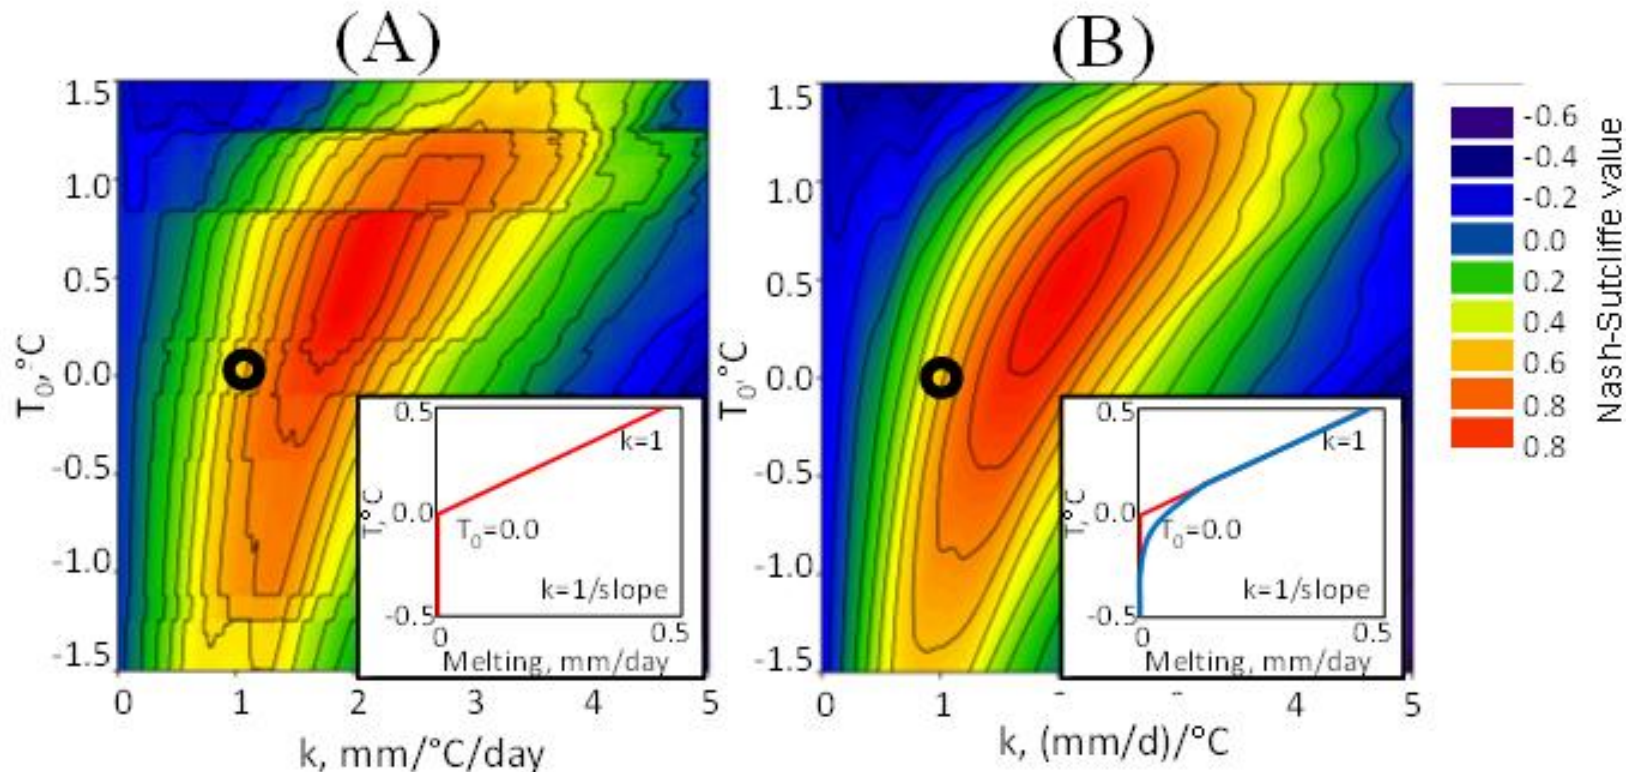 (A)
(B)
1.5
1.0
0.5
0.0
-0.5
-1.0
-1.5
T₀,°C
0 1 2 3 4 5
k, mm/°C/day
0.5
0.0
-0.5
T,°C
k=1
T₀=0.0
k=1/slope
0 0.5
Melting, mm/day
1.5
1.0
0.5
0.0
-0.5
-1.0
-1.5
T₀,°C
0 1 4 5
k, (mm/d)/°C
0.5
0.0
-0.5
T,°C
k=1
T₀=0.0
k=1/slope
0 0.5
Melting, mm/day
-0.6
-0.4
-0.2
0.0
0.2
0.4
0.6
0.8
0.8
Nash-Sutcliffe value